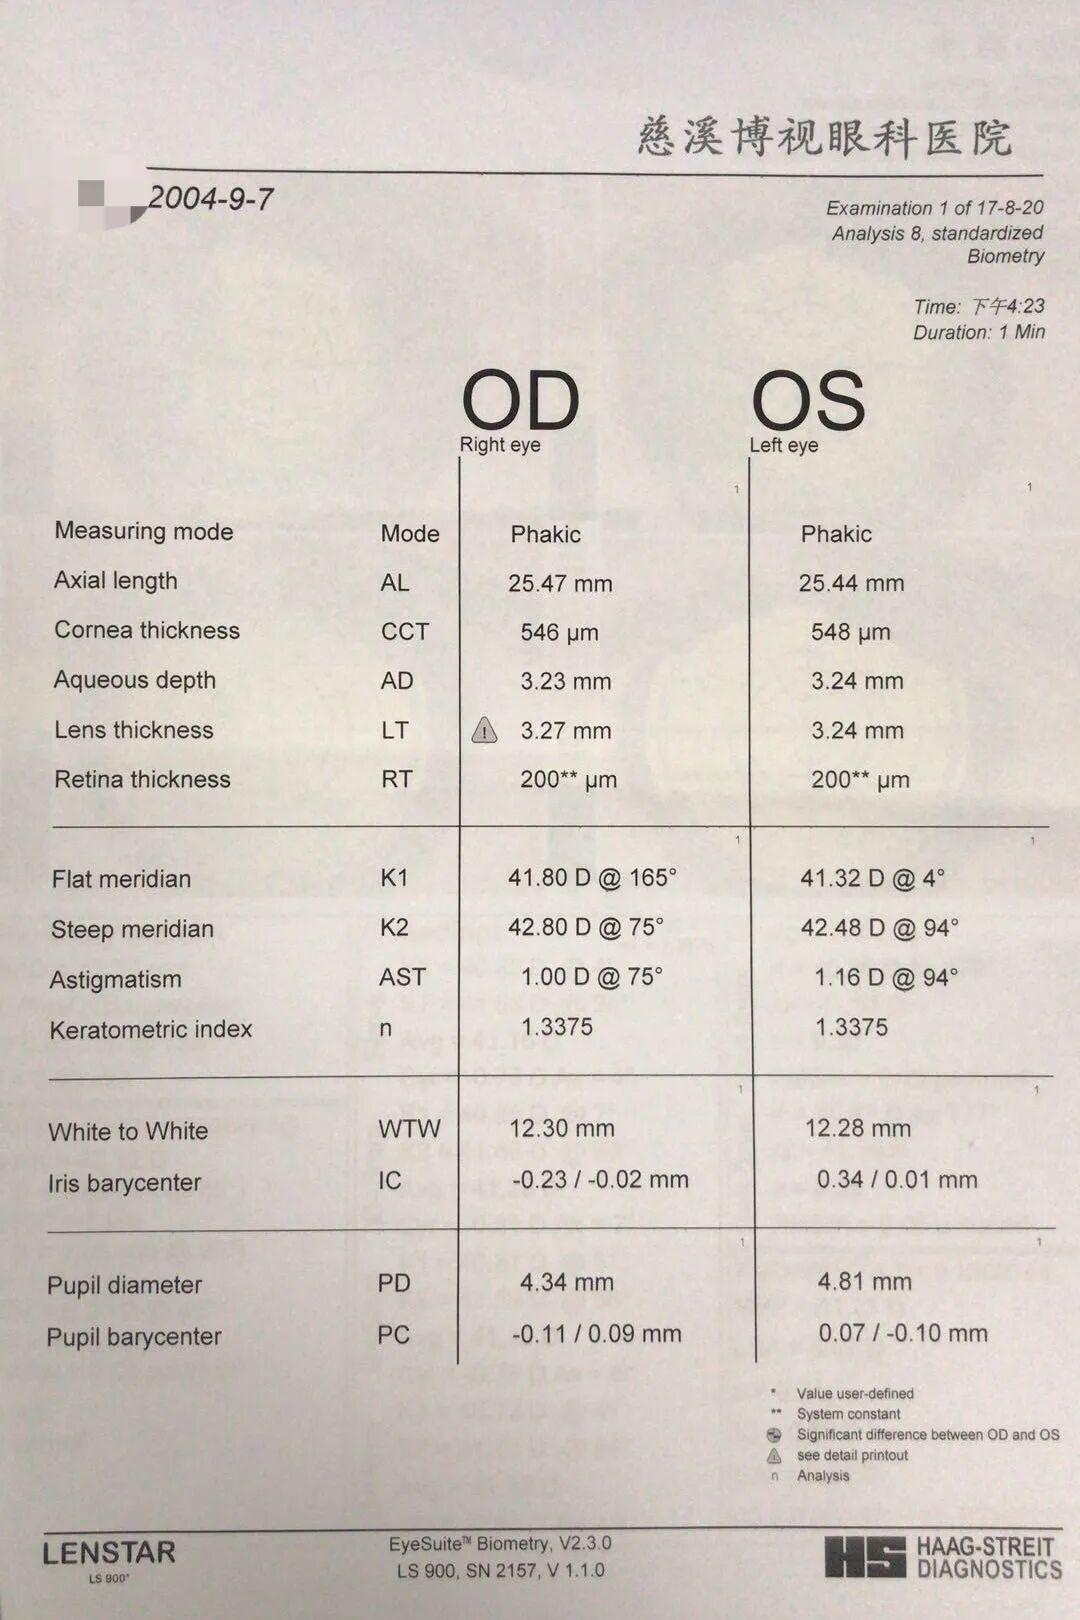 慈溪博视眼科医院
2004-9-7
Examination 1 of 17-8-20
Analysis 8, standardized
Biometry
Time: 下午4:23
Duration: 1 Min
OD OS
Right eye Left eye
1 1
Measuring mode Mode Phakic Phakic
Axial length AL 25.47 mm 25.44 mm
Cornea thickness CCT 546 µm 548 µm
Aqueous depth AD 3.23 mm 3.24 mm
Lens thickness LT 3.27 mm 3.24 mm
Retina thickness RT 200** µm 200** µm
1 1
Flat meridian K1 41.80 D @ 165° 41.32 D @ 4°
Steep meridian K2 42.80 D @ 75° 42.48 D @ 94°
Astigmatism AST 1.00 D @ 75° 1.16 D @ 94°
Keratometric index n 1.3375 1.3375
1 1
White to White WTW 12.30 mm 12.28 mm
Iris barycenter IC -0.23 / -0.02 mm 0.34 / 0.01 mm
1 1
Pupil diameter PD 4.34 mm 4.81 mm
Pupil barycenter PC -0.11 / 0.09 mm 0.07 / -0.10 mm
* Value user-defined
** System constant
Significant difference between OD and OS
see detail printout
n Analysis
LENSTAR
LS 900®
EyeSuite™ Biometry, V2.3.0
LS 900, SN 2157, V 1.1.0
HS HAAG-STREIT
DIAGNOSTICS